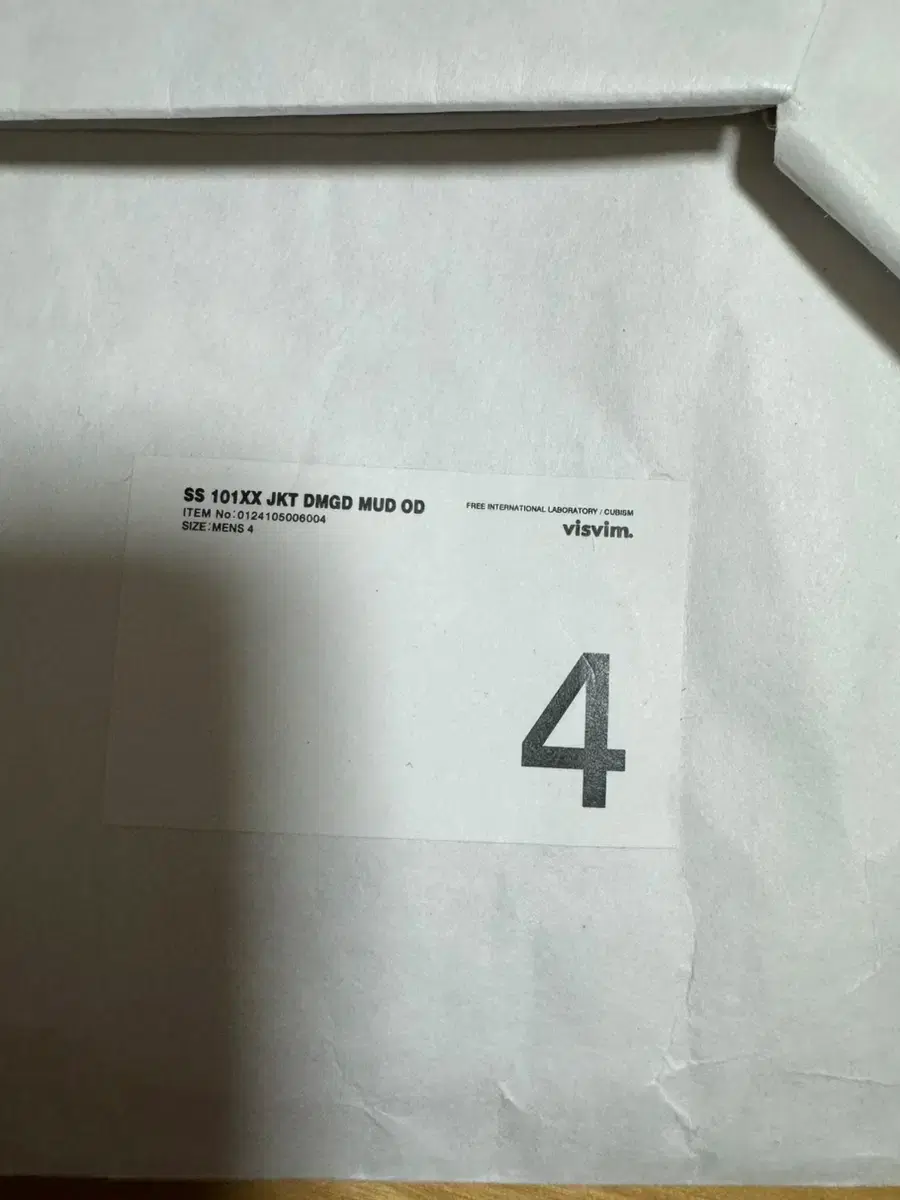 SS 101XX JKT DMGD MUD OD
ITEM No:0124105006004
SIZE:MENS 4
FREE INTERNATIONAL LABORATORY / CUBISM
visvim.
4